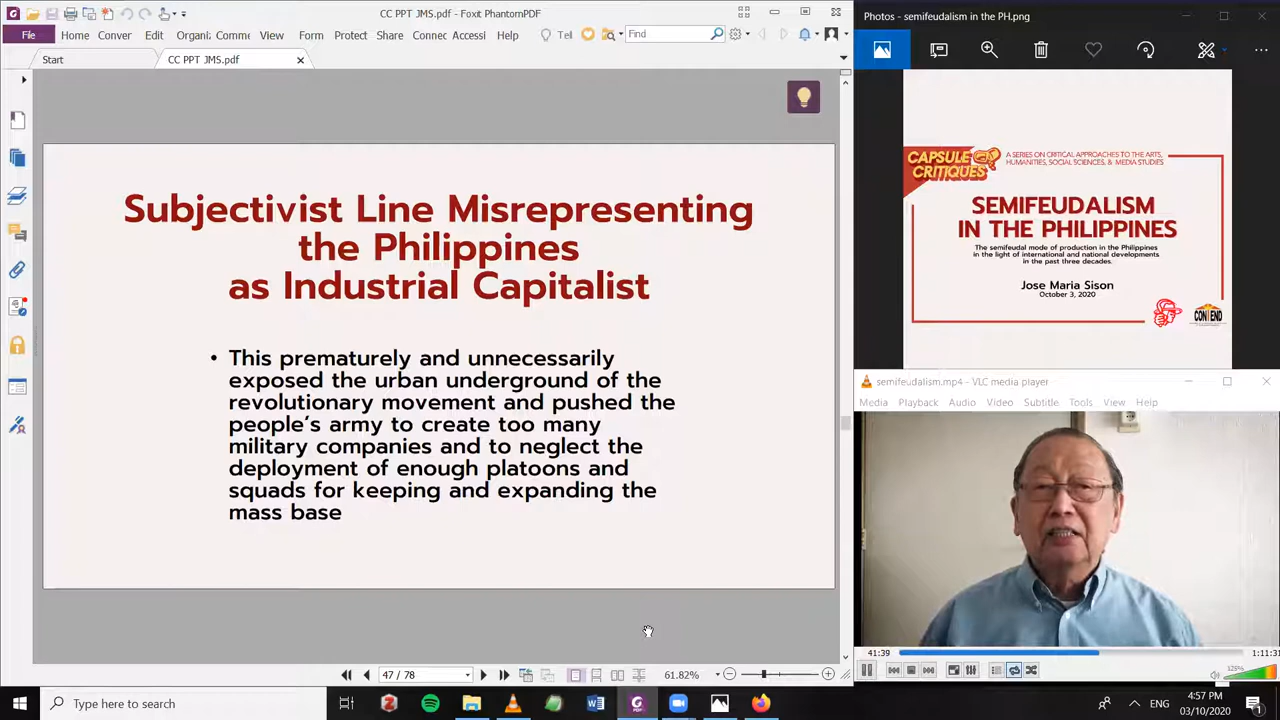 CC PPT JMS.pdf - Foxit PhantomPDF
File Home Conver Edit Organi Comme View Form Protect Share Connec Accessi Help Tell Find
Start CC PPT JMS.pdf
Subjectivist Line Misrepresenting
the Philippines
as Industrial Capitalist
• This prematurely and unnecessarily
exposed the urban underground of the
revolutionary movement and pushed the
people's army to create too many
military companies and to neglect the
deployment of enough platoons and
squads for keeping and expanding the
mass base
47 / 78
61.82%
Photos - semifeudalism in the PH.png
CAPSULE
CRITIQUES
A SERIES ON CRITICAL APPROACHES TO THE ARTS,
HUMANITIES, SOCIAL SCIENCES, & MEDIA STUDIES
SEMIFEUDALISM
IN THE PHILIPPINES
The semifeudal mode of production in the Philippines
in the light of international and national developments
in the past three decades.
Jose Maria Sison
October 3, 2020
CONTEND
semifeudalism.mp4 - VLC media player
Media Playback Audio Video Subtitle Tools View Help
41:39
1:11:31
125%
Type here to search
ENG
4:57 PM
03/10/2020